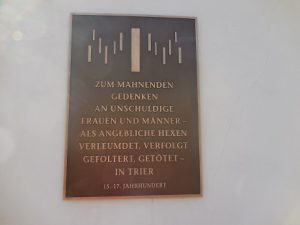 ZUM MAHNENDEN
GEDENKEN
AN UNSCHULDIGE
FRAUEN UND MÄNNER –
ALS ANGEBLICHE HEXEN
VERLEUMDET, VERFOLGT
GEFOLTERT, GETÖTET –
IN TRIER
15.-17. JAHRHUNDERT